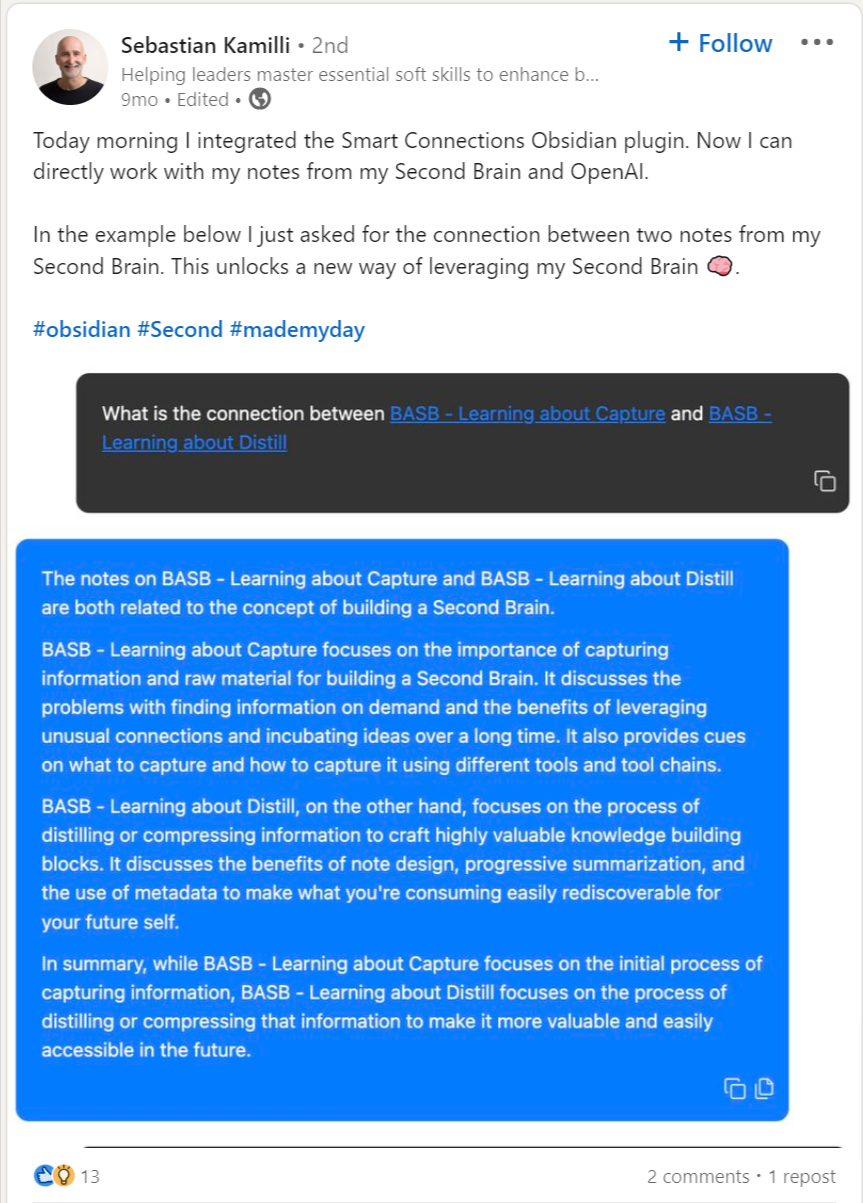 Sebastian Kamilli • 2nd
+ Follow •••
Helping leaders master essential soft skills to enhance b...
9mo • Edited •
Today morning I integrated the Smart Connections Obsidian plugin. Now I can
directly work with my notes from my Second Brain and OpenAI.
In the example below I just asked for the connection between two notes from my
Second Brain. This unlocks a new way of leveraging my Second Brain 🧠.
#obsidian #Second #mademyday
What is the connection between BASB - Learning about Capture and BASB -
Learning about Distill
The notes on BASB - Learning about Capture and BASB - Learning about Distill
are both related to the concept of building a Second Brain.
BASB - Learning about Capture focuses on the importance of capturing
information and raw material for building a Second Brain. It discusses the
problems with finding information on demand and the benefits of leveraging
unusual connections and incubating ideas over a long time. It also provides cues
on what to capture and how to capture it using different tools and tool chains.
BASB - Learning about Distill, on the other hand, focuses on the process of
distilling or compressing information to craft highly valuable knowledge building
blocks. It discusses the benefits of note design, progressive summarization, and
the use of metadata to make what you're consuming easily rediscoverable for
your future self.
In summary, while BASB - Learning about Capture focuses on the initial process of
capturing information, BASB - Learning about Distill focuses on the process of
distilling or compressing that information to make it more valuable and easily
accessible in the future.
13
2 comments • 1 repost